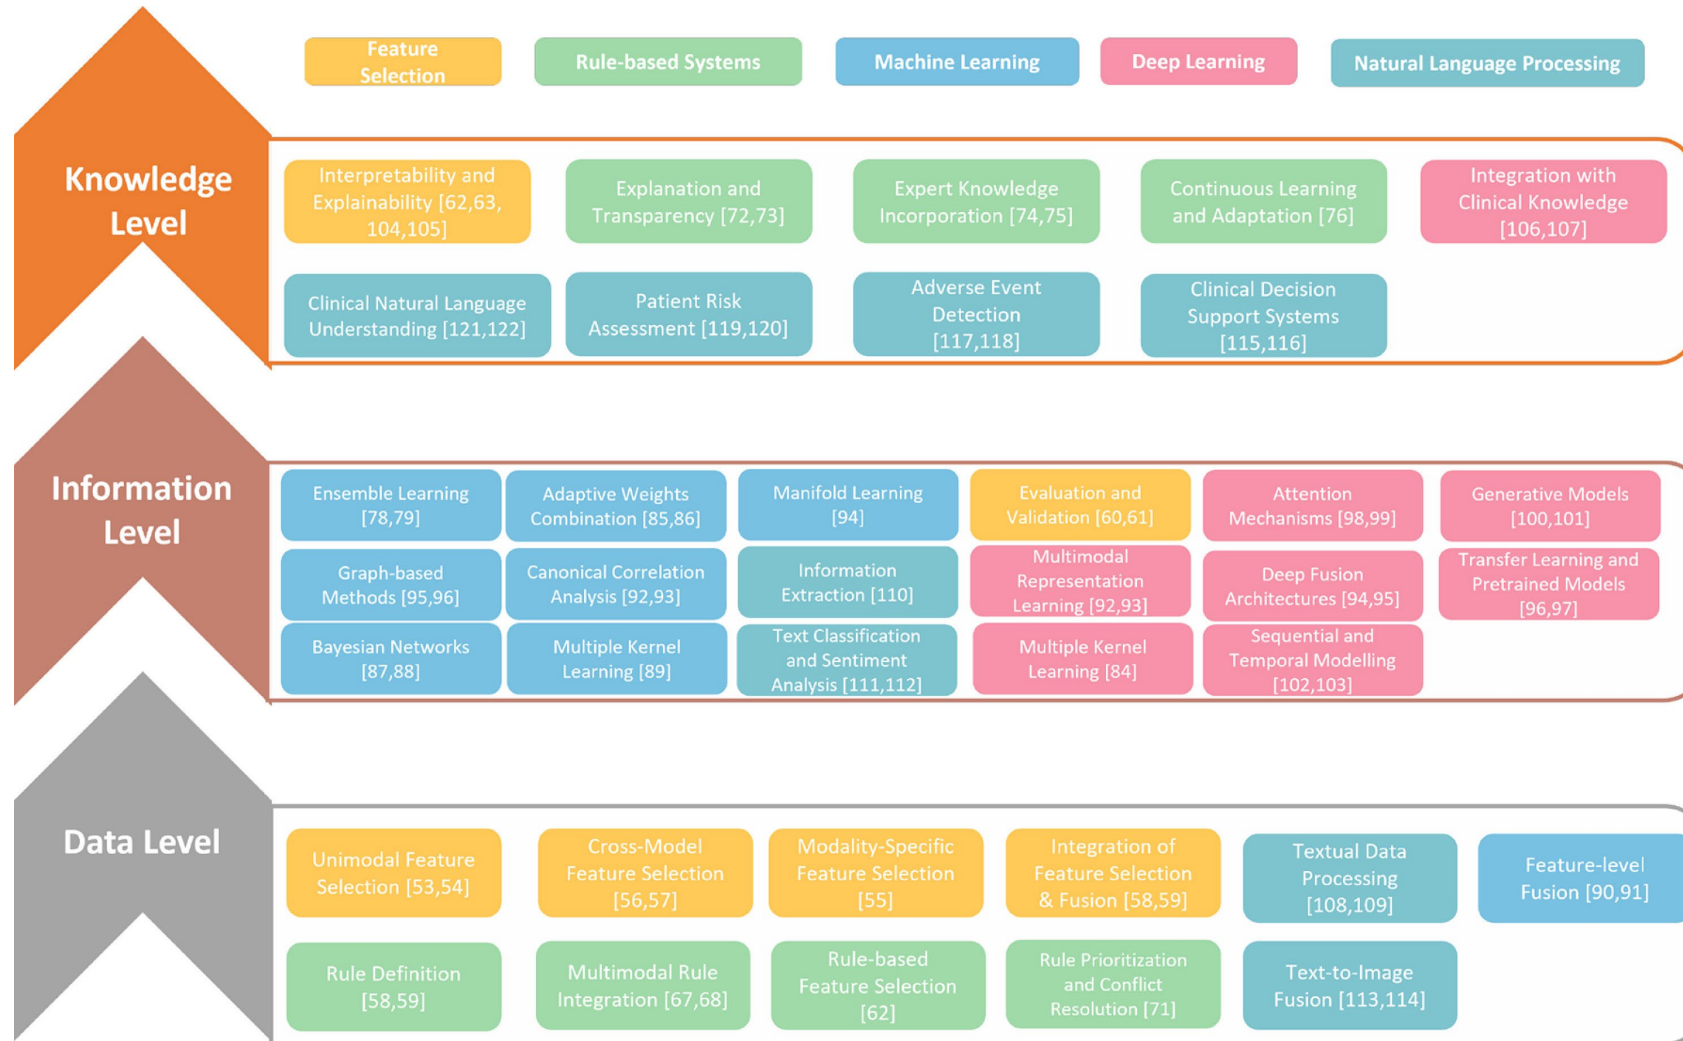 Feature
Selection
Rule-based Systems
Machine Learning
Deep Learning
Natural Language Processing
Knowledge
Level
Interpretability and
Explainability [62,63,
104,105]
Explanation and
Transparency [72,73]
Expert Knowledge
Incorporation [74,75]
Continuous Learning
and Adaptation [76]
Integration with
Clinical Knowledge
[106,107]
Clinical Natural Language
Understanding [121,122]
Patient Risk
Assessment [119,120]
Adverse Event
Detection
[117,118]
Clinical Decision
Support Systems
[115,116]
Information
Level
Ensemble Learning
[78,79]
Adaptive Weights
Combination [85,86]
Manifold Learning
[94]
Evaluation and
Validation [60,61]
Attention
Mechanisms [98,99]
Generative Models
[100,101]
Graph-based
Methods [95,96]
Canonical Correlation
Analysis [92,93]
Information
Extraction [110]
Multimodal
Representation
Learning [92,93]
Deep Fusion
Architectures [94,95]
Transfer Learning and
Pretrained Models
[96,97]
Bayesian Networks
[87,88]
Multiple Kernel
Learning [89]
Text Classification
and Sentiment
Analysis [111,112]
Multiple Kernel
Learning [84]
Sequential and
Temporal Modelling
[102,103]
Data Level
Unimodal Feature
Selection [53,54]
Cross-Model
Feature Selection
[56,57]
Modality-Specific
Feature Selection
[55]
Integration of
Feature Selection
& Fusion [58,59]
Textual Data
Processing
[108,109]
Feature-level
Fusion [90,91]
Rule Definition
[58,59]
Multimodal Rule
Integration [67,68]
Rule-based
Feature Selection
[62]
Rule Prioritization
and Conflict
Resolution [71]
Text-to-Image
Fusion [113,114]